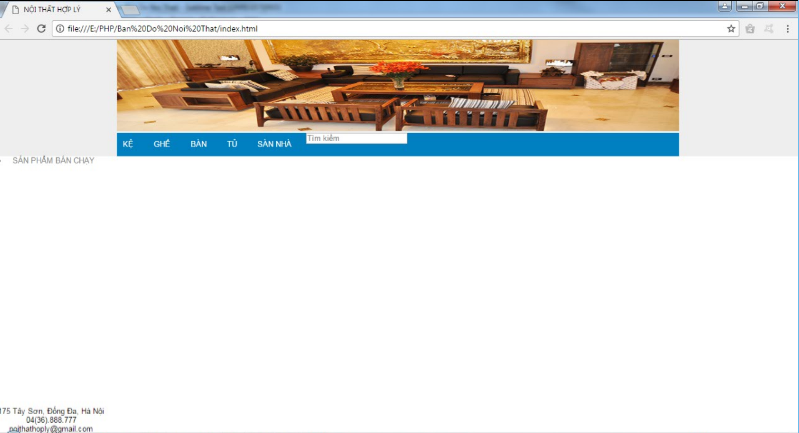 NỘI THẤT HỢP LÝ
file:///E:/PHP/Ban%20Do%20Noi%20That/index.html
KỆ GHẾ BÀN TỦ SÀN NHÀ Tìm kiếm
SẢN PHẨM BÁN CHẠY
175 Tây Sơn, Đống Đa, Hà Nội
04(36).888.777
noithathoply@gmail.com